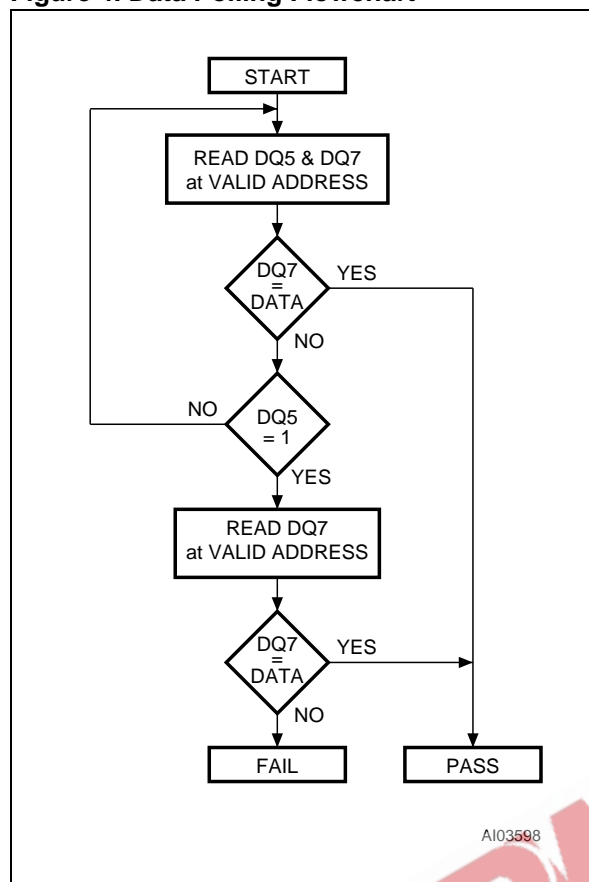 START
READ DQ5 & DQ7
at VALID ADDRESS
DQ7
=
DATA
YES
NO
DQ5
= 1
NO
YES
READ DQ7
at VALID ADDRESS
DQ7
=
DATA
YES
NO
FAIL
PASS
AI03598